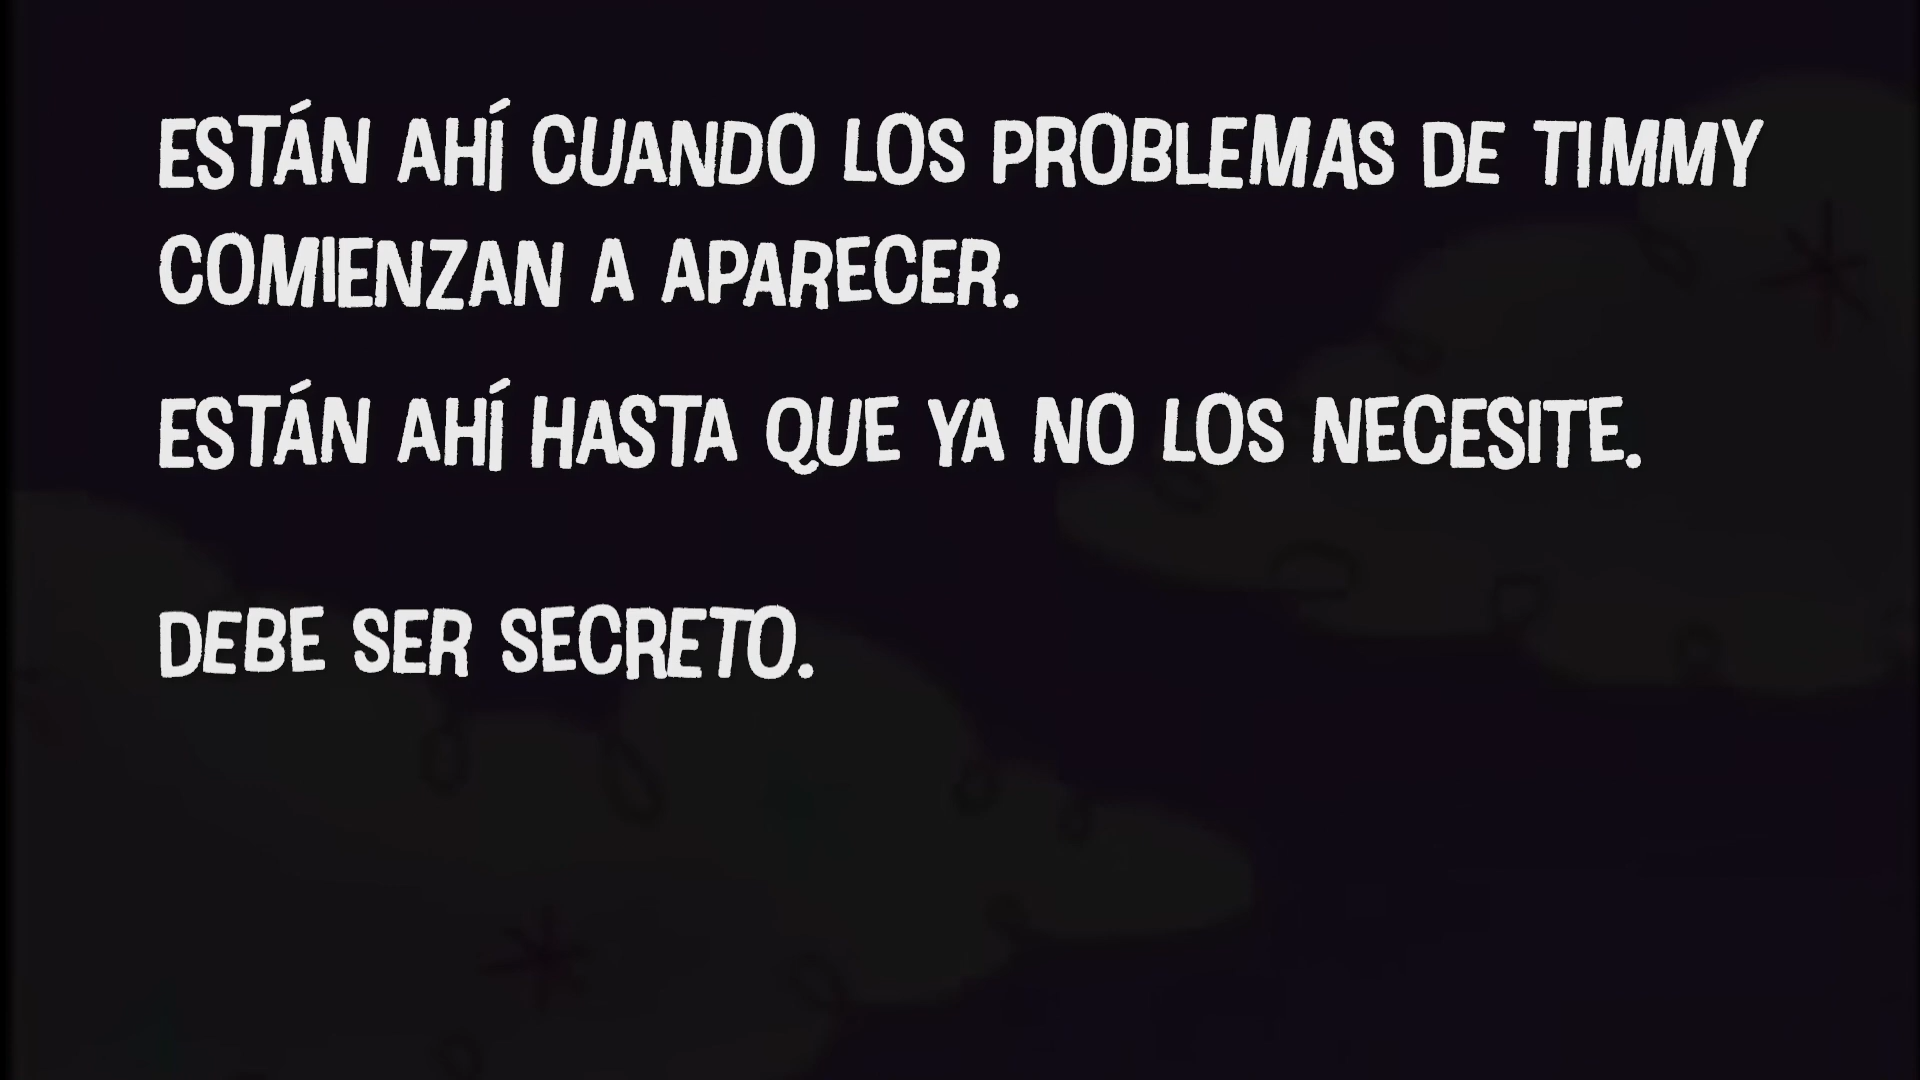 ESTÁN AHÍ CUANDO LOS PROBLEMAS DE TIMMY
COMIENZAN A APARECER.
ESTÁN AHÍ HASTA QUE YA NO LOS NECESITE.
DEBE SER SECRETO.